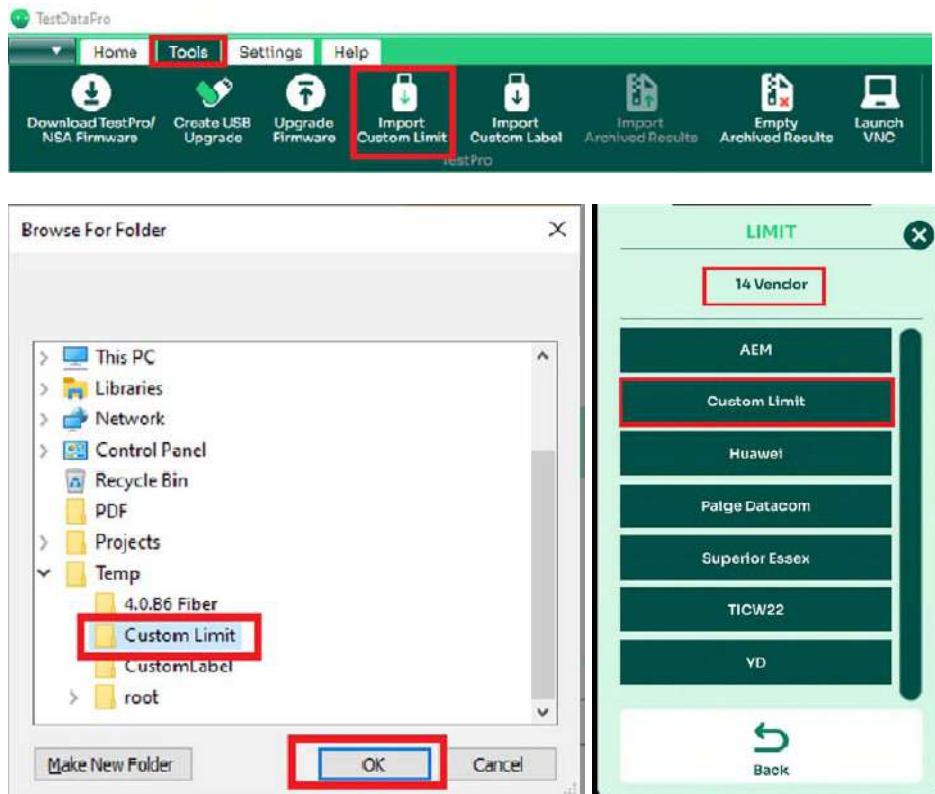 TestDataPro
Home Tools Settings Help
Download TestPro/ Create USB Upgrade Import Import Import Empty Launch
NSA Firmware Upgrade Firmware Custom Limit Custom Label Archived Results Archived Results VNC
TestPro
Browse For Folder
This PC
Libraries
Network
Control Panel
Recycle Bin
PDF
Projects
Temp
4.0.B6 Fiber
Custom Limit
CustomLabel
root
Make New Folder OK Cancel
LIMIT
14 Vendor
AEM
Custom Limit
Huawei
Paige Datacom
Superior Essex
TICW22
YD
Back